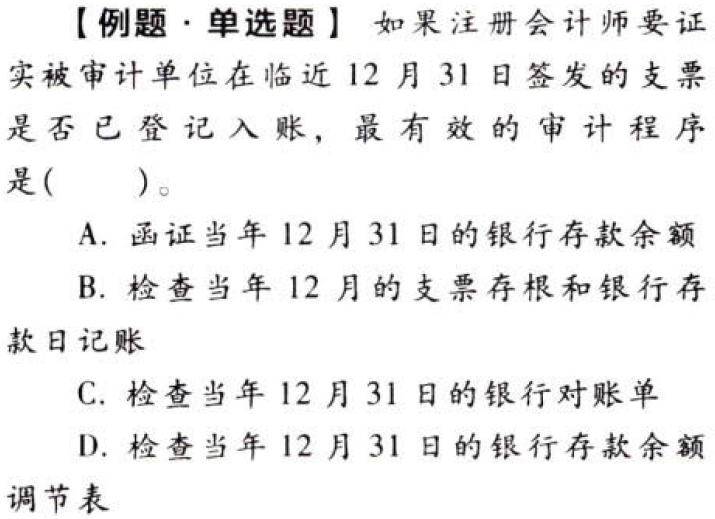 【例题·单选题】 如果注册会计师要证
实被审计单位在临近 12 月 31 日签发的支票
是否已登记入账，最有效的审计程序
是(　　)。
A. 函证当年 12 月 31 日的银行存款余额
B. 检查当年 12 月的支票存根和银行存
款日记账
C. 检查当年 12 月 31 日的银行对账单
D. 检查当年 12 月 31 日的银行存款余额
调节表